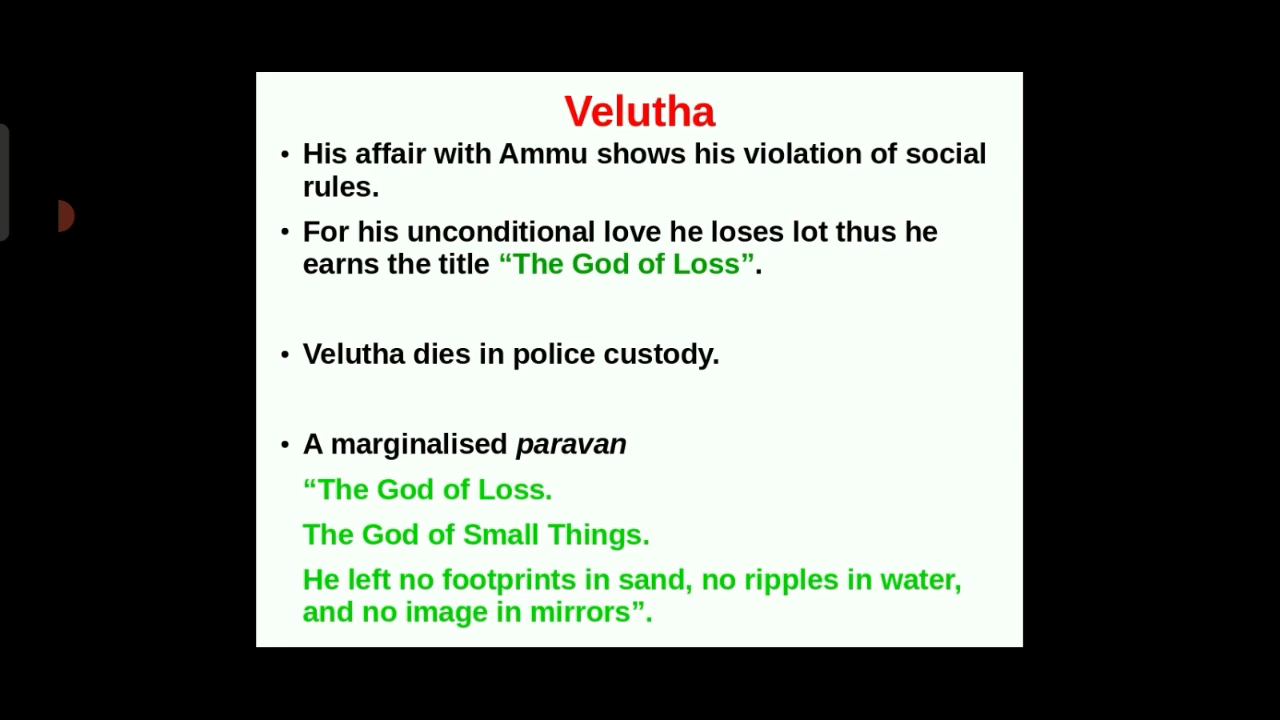 Velutha
• His affair with Ammu shows his violation of social
rules.
• For his unconditional love he loses lot thus he
earns the title “The God of Loss”.
• Velutha dies in police custody.
• A marginalised paravan
“The God of Loss.
The God of Small Things.
He left no footprints in sand, no ripples in water,
and no image in mirrors”.